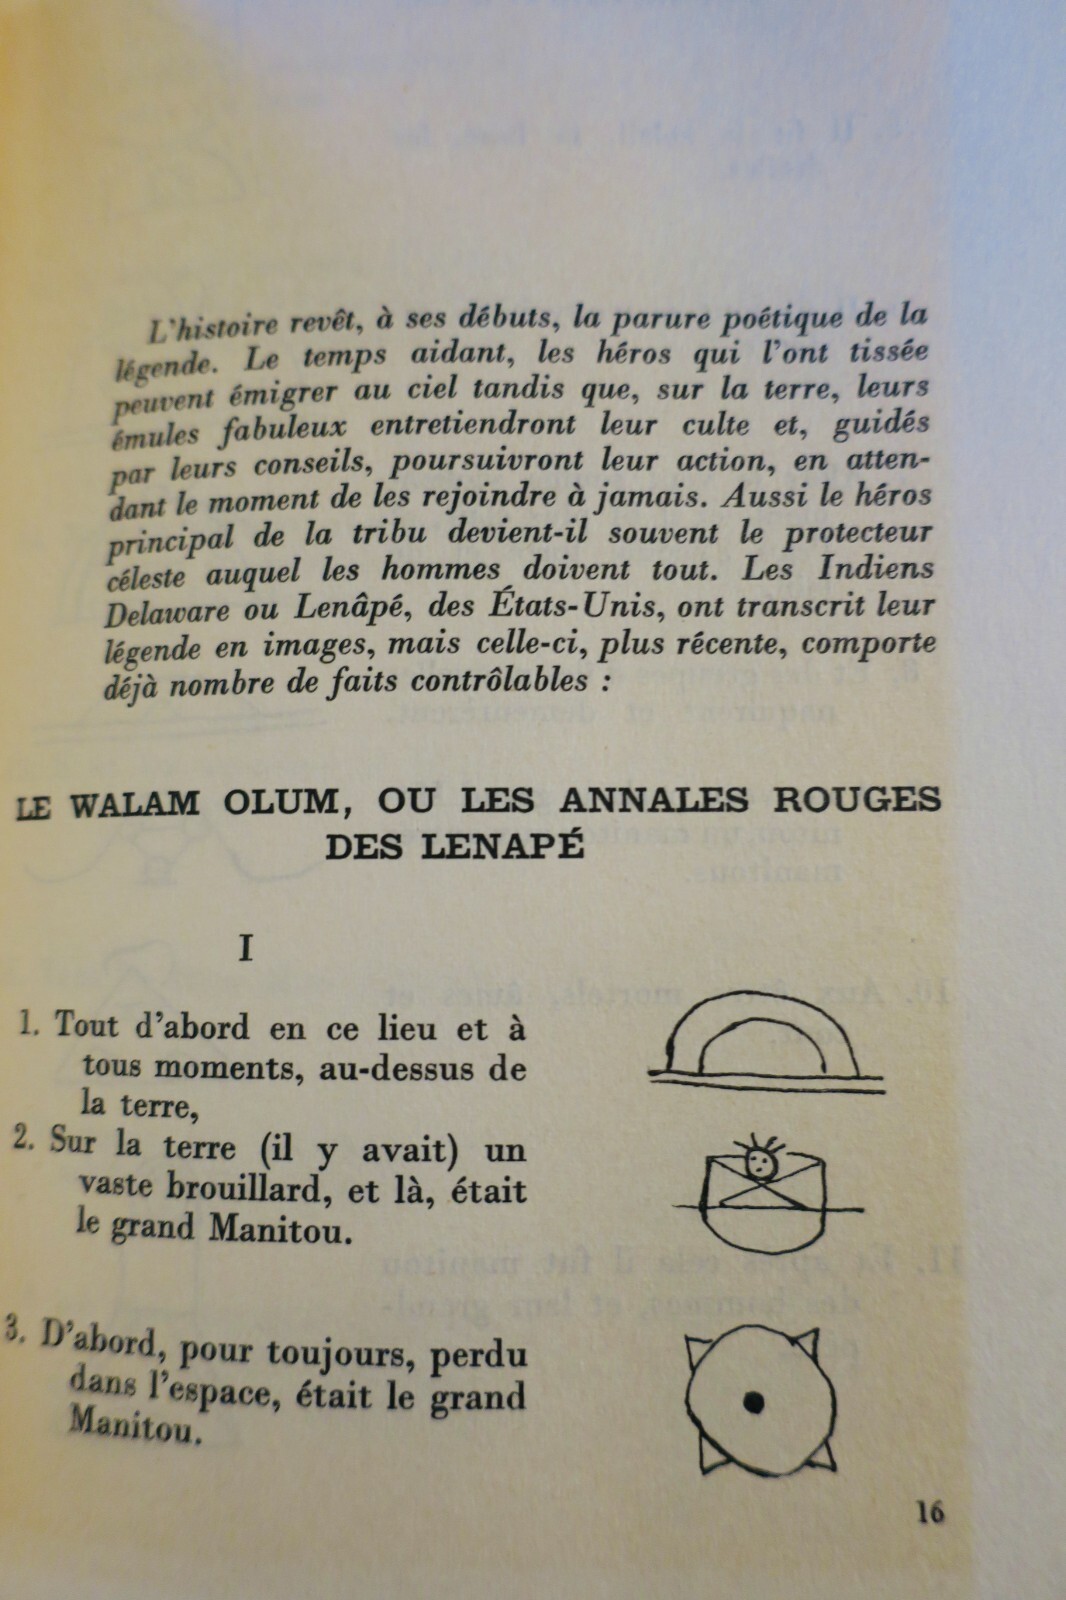 L'histoire revêt, à ses débuts, la parure poétique de la
légende. Le temps aidant, les héros qui l'ont tissée
peuvent émigrer au ciel tandis que, sur la terre, leurs
émules fabuleux entretiendront leur culte et, guidés
par leurs conseils, poursuivront leur action, en atten-
dant le moment de les rejoindre à jamais. Aussi le héros
principal de la tribu devient-il souvent le protecteur
céleste auquel les hommes doivent tout. Les Indiens
Delaware ou Lenâpé, des États-Unis, ont transcrit leur
légende en images, mais celle-ci, plus récente, comporte
déjà nombre de faits contrôlables :
LE WALAM OLUM, OU LES ANNALES ROUGES
DES LENAPÉ
I
1. Tout d'abord en ce lieu et à
tous moments, au-dessus de
la terre,
2. Sur la terre (il y avait) un
vaste brouillard, et là, était
le grand Manitou.
3. D'abord, pour toujours, perdu
dans l'espace, était le grand
Manitou.
16